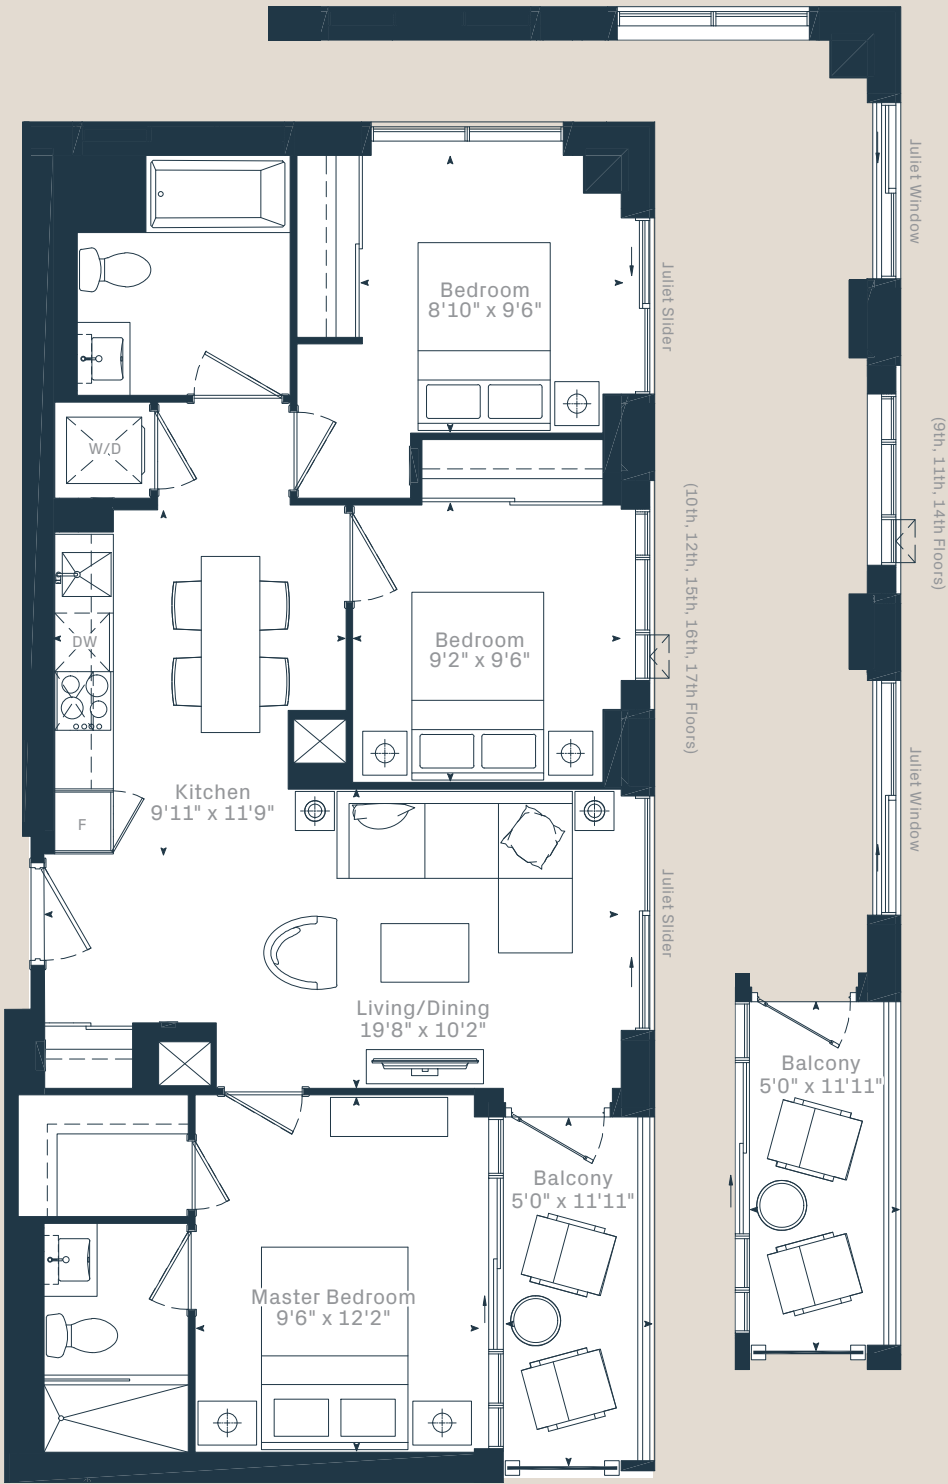 Juliet Window
Bedroom
8'10" x 9'6"
Juliet Slider
W/D
(9th, 11th, 14th Floors)
(10th, 12th, 15th, 16th, 17th Floors)
DW
Bedroom
9'2" x 9'6"
Kitchen
9'11" x 11'9"
F
Juliet Window
Juliet Slider
Living/Dining
19'8" x 10'2"
Balcony
5'0" x 11'11"
Balcony
5'0" x 11'11"
Master Bedroom
9'6" x 12'2"